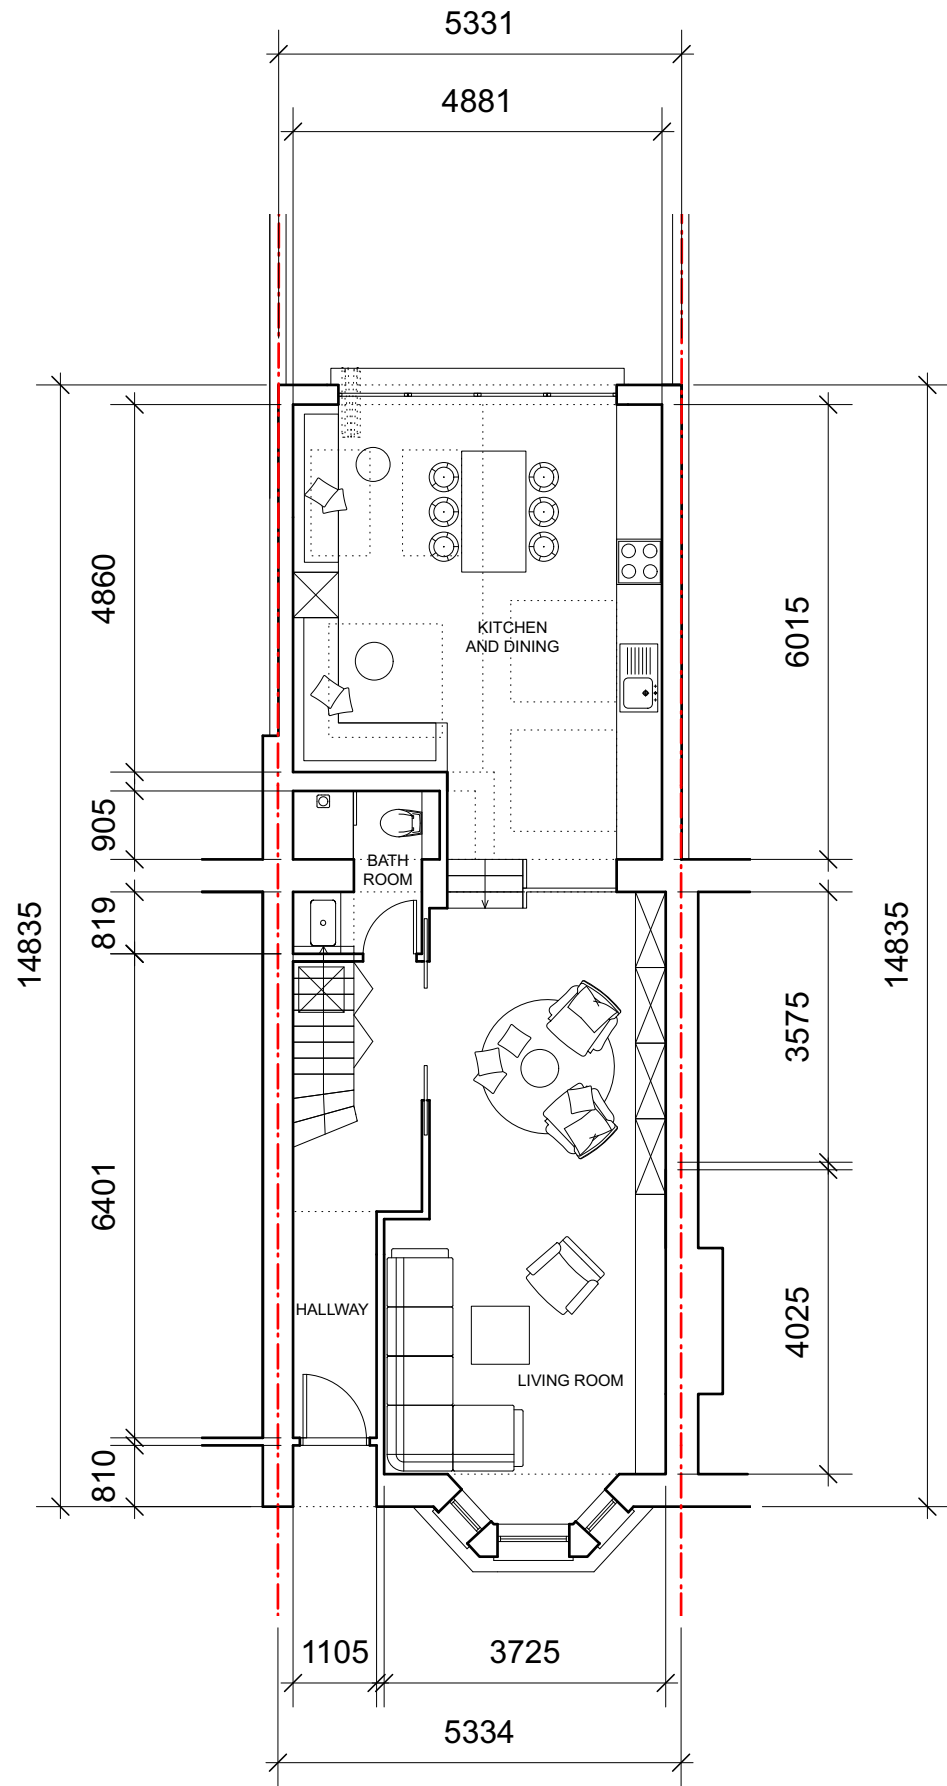 5331
4881
4860
6015
KITCHEN
AND DINING
905
BATH
ROOM
819
14835
14835
3575
6401
4025
HALLWAY
LIVING ROOM
810
1105
3725
5334